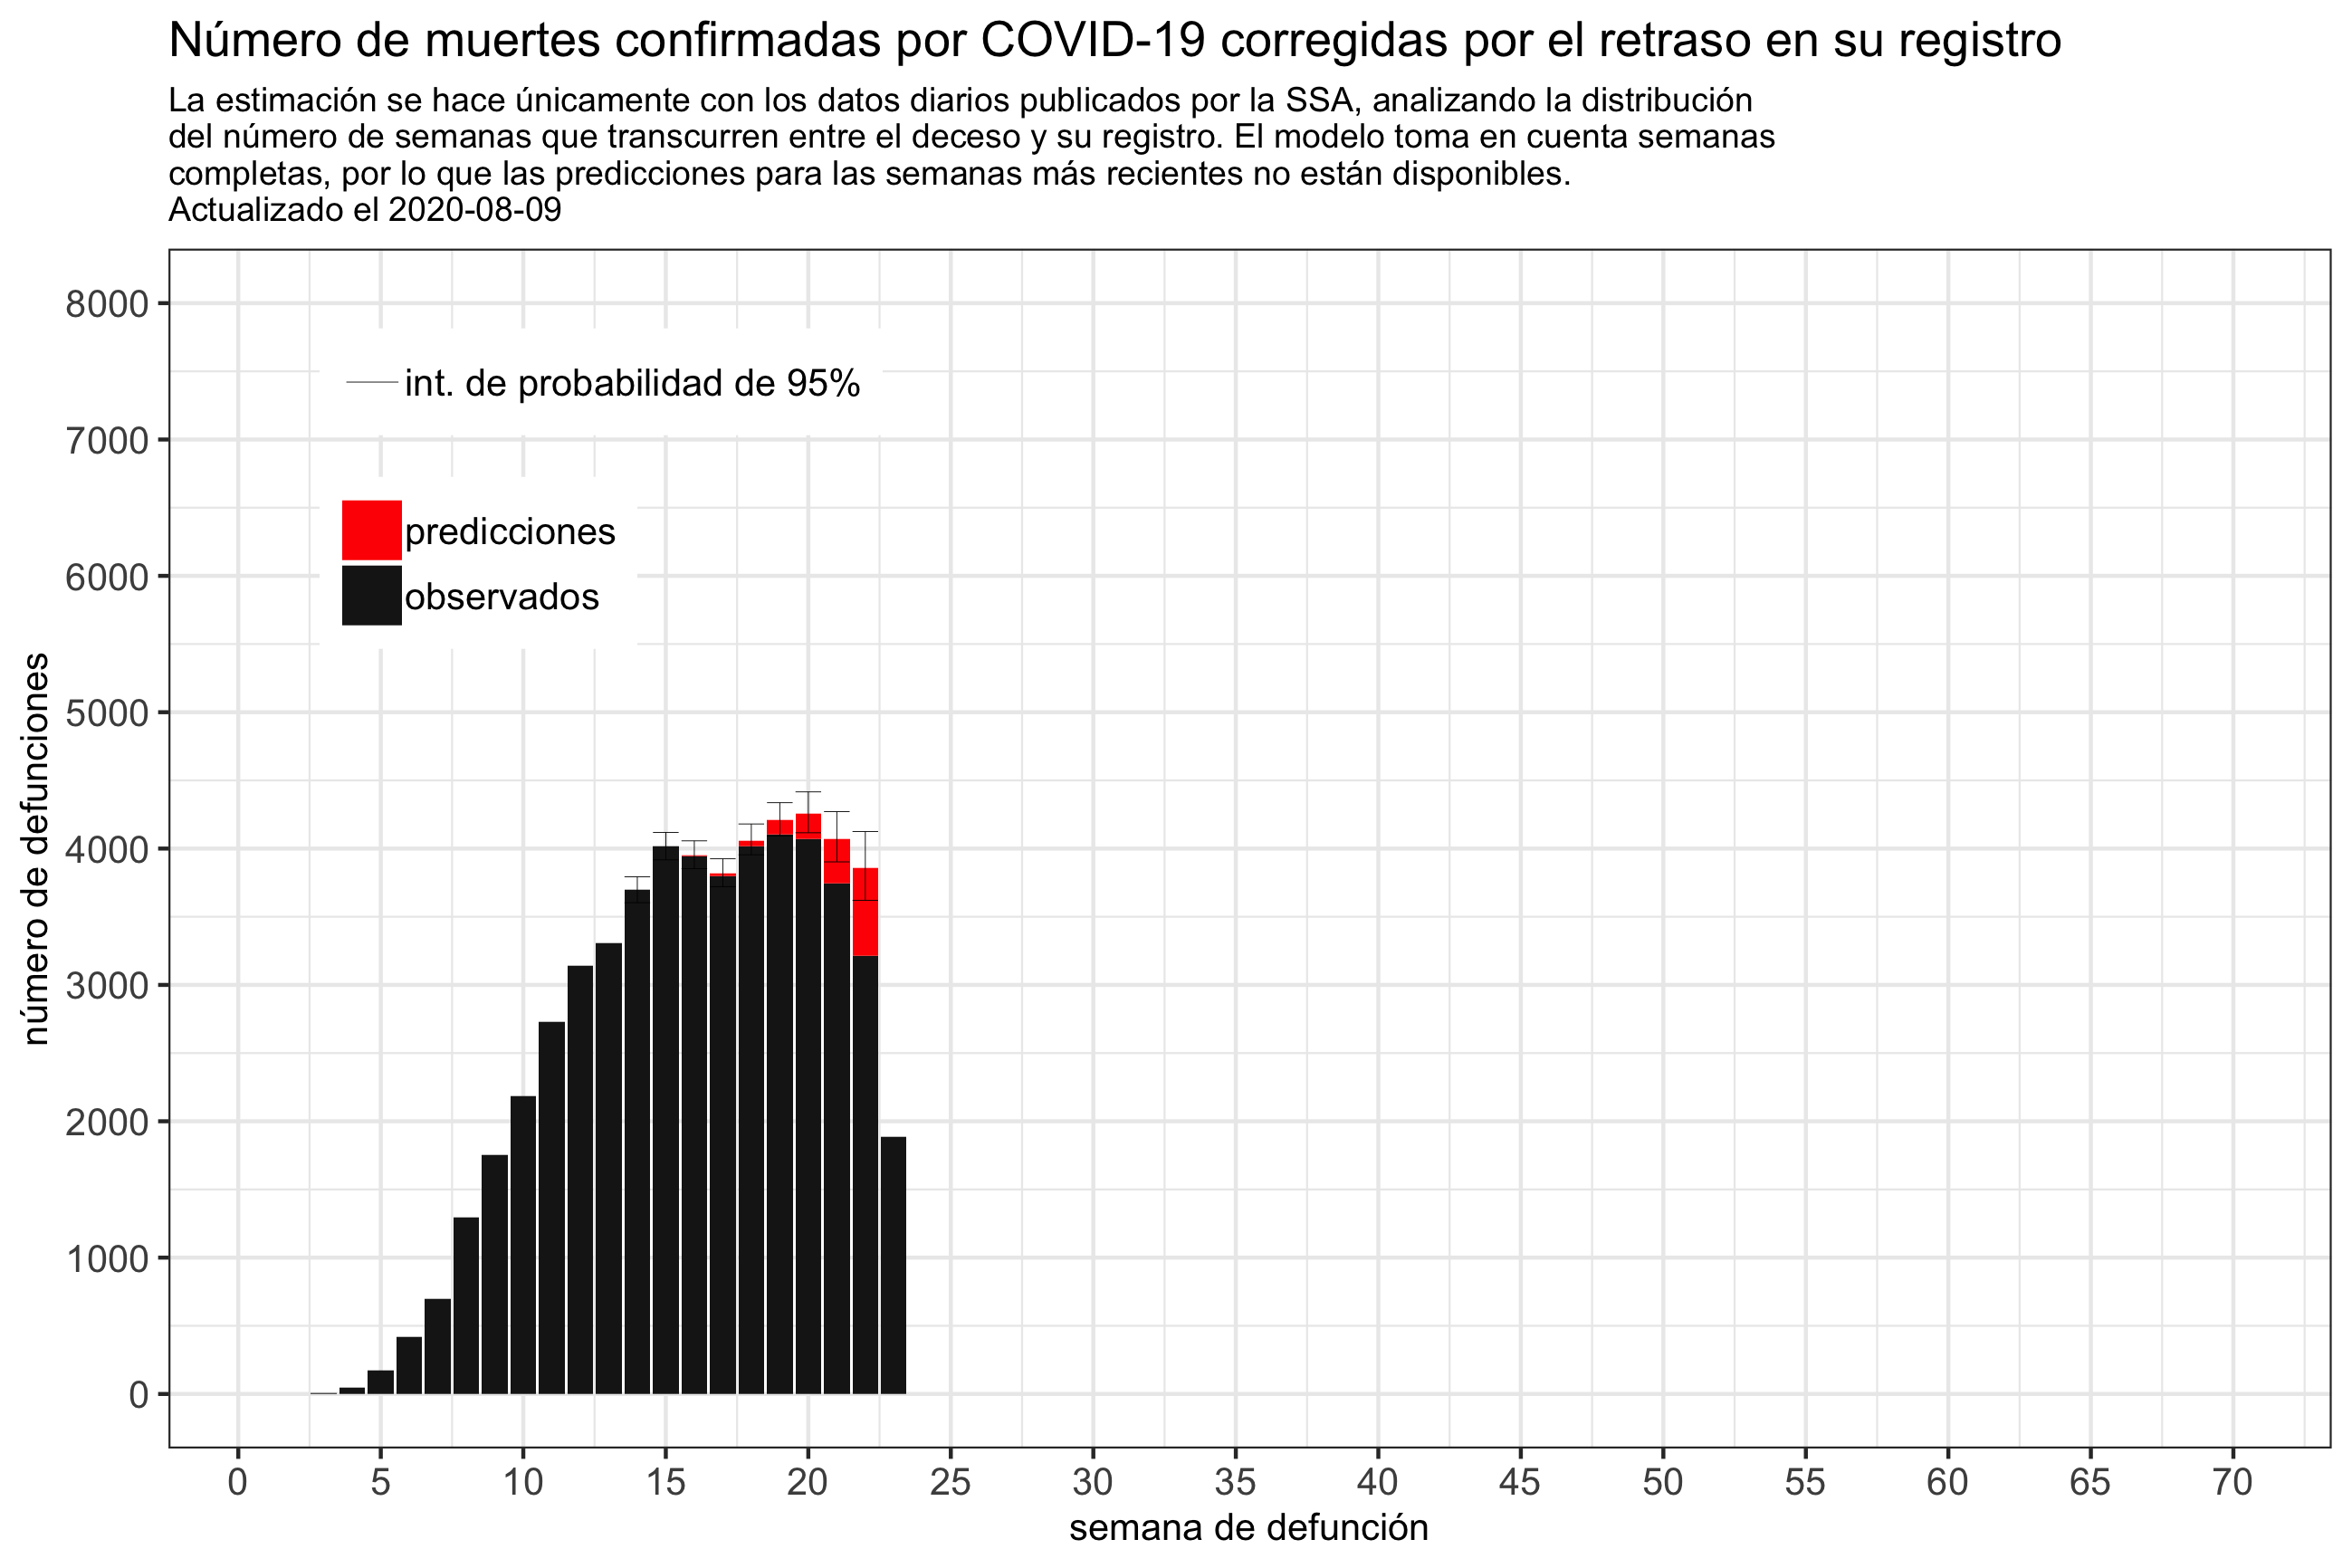 Número de muertes confirmadas por COVID-19 corregidas por el retraso en su registro
La estimación se hace únicamente con los datos diarios publicados por la SSA, analizando la distribución
del número de semanas que transcurren entre el deceso y su registro. El modelo toma en cuenta semanas
completas, por lo que las predicciones para las semanas más recientes no están disponibles.
Actualizado el 2020-08-09
número de defunciones
8000
7000
6000
5000
4000
3000
2000
1000
0
int. de probabilidad de 95%
predicciones
observados
0 5 10 15 20 25 30 35 40 45 50 55 60 65 70
semana de defunción